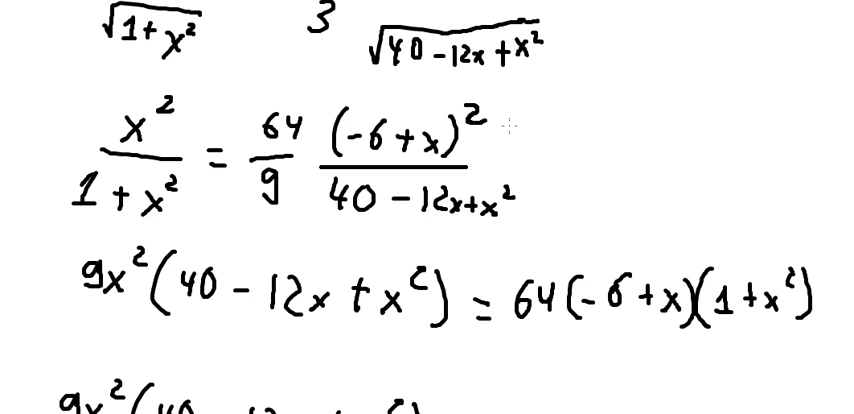 √(1+x²) 3 √(40-12x+x²)
x²/(1+x²) = 64/9 (-6+x)²/(40-12x+x²)
9x²(40-12x+x²) = 64(-6+x)(1+x²)